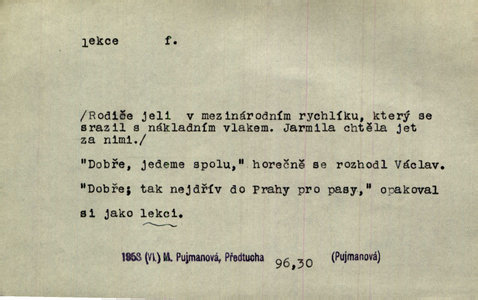 lekce f.
/Rodiče jeli v mezinárodním rychlíku, který se
srazil s nákladním vlakem. Jarmila chtěla jet
za nimi./
"Dobře, jedeme spolu," horečně se rozhodl Václav.
"Dobře; tak nejdřív do Prahy pro pasy," opakoval
si jako lekci.
1953 (VI.) M. Pujmanová, Předtucha 96,30 (Pujmanová)